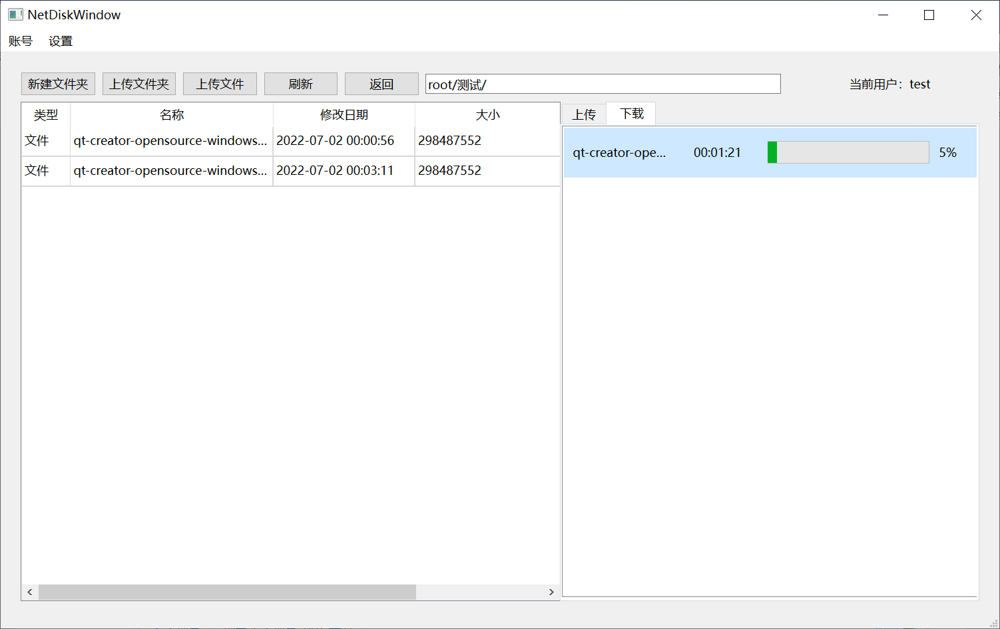 NetDiskWindow
账号 设置
新建文件夹 上传文件夹 上传文件 刷新 返回 root/测试/ 当前用户：test
类型 名称 修改日期 大小 上传 下载
文件 qt-creator-opensource-windows... 2022-07-02 00:00:56 298487552
qt-creator-ope... 00:01:21 5%
文件 qt-creator-opensource-windows... 2022-07-02 00:03:11 298487552